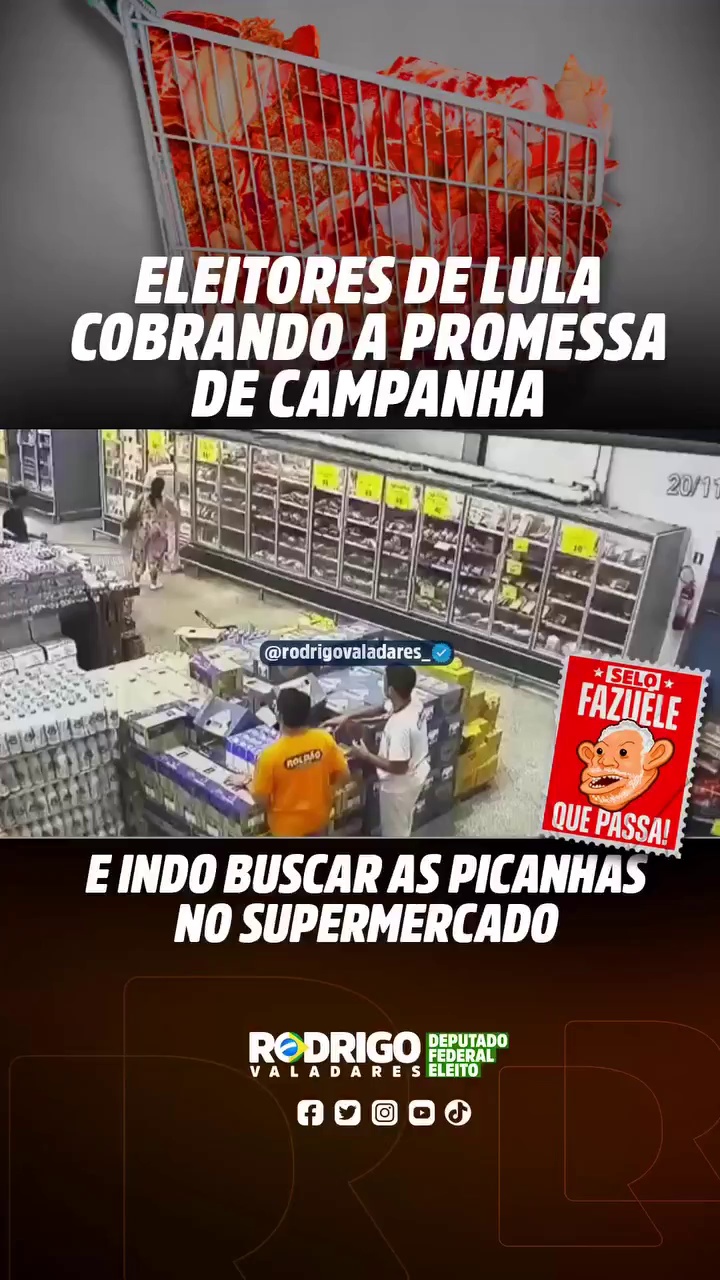 ELEITORES DE LULA
COBRANDO A PROMESSA
DE CAMPANHA
20/11
@rodrigovaladares_
ROLDÃO
SELO
FAZUÉLE
QUE PASSA!
E INDO BUSCAR AS PICANHAS
NO SUPERMERCADO
RODRIGO
VALADARES
DEPUTADO
FEDERAL
ELEITO